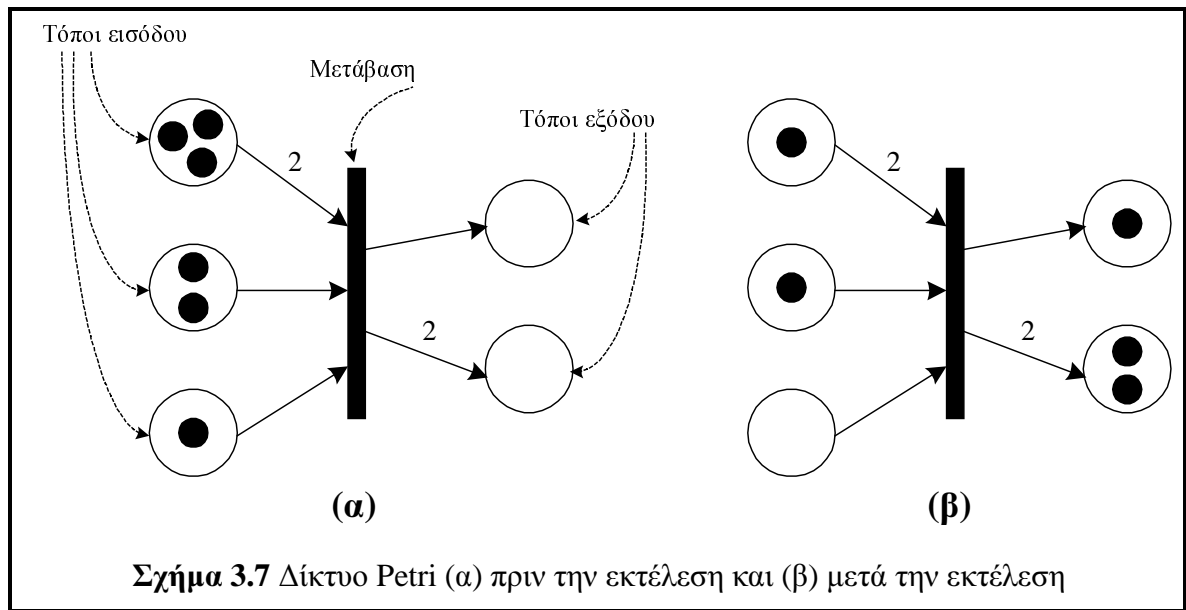 Τόποι εισόδου
Μετάβαση
Τόποι εξόδου
2
2
2
2
(α)
(β)
Σχήμα 3.7 Δίκτυο Petri (α) πριν την εκτέλεση και (β) μετά την εκτέλεση